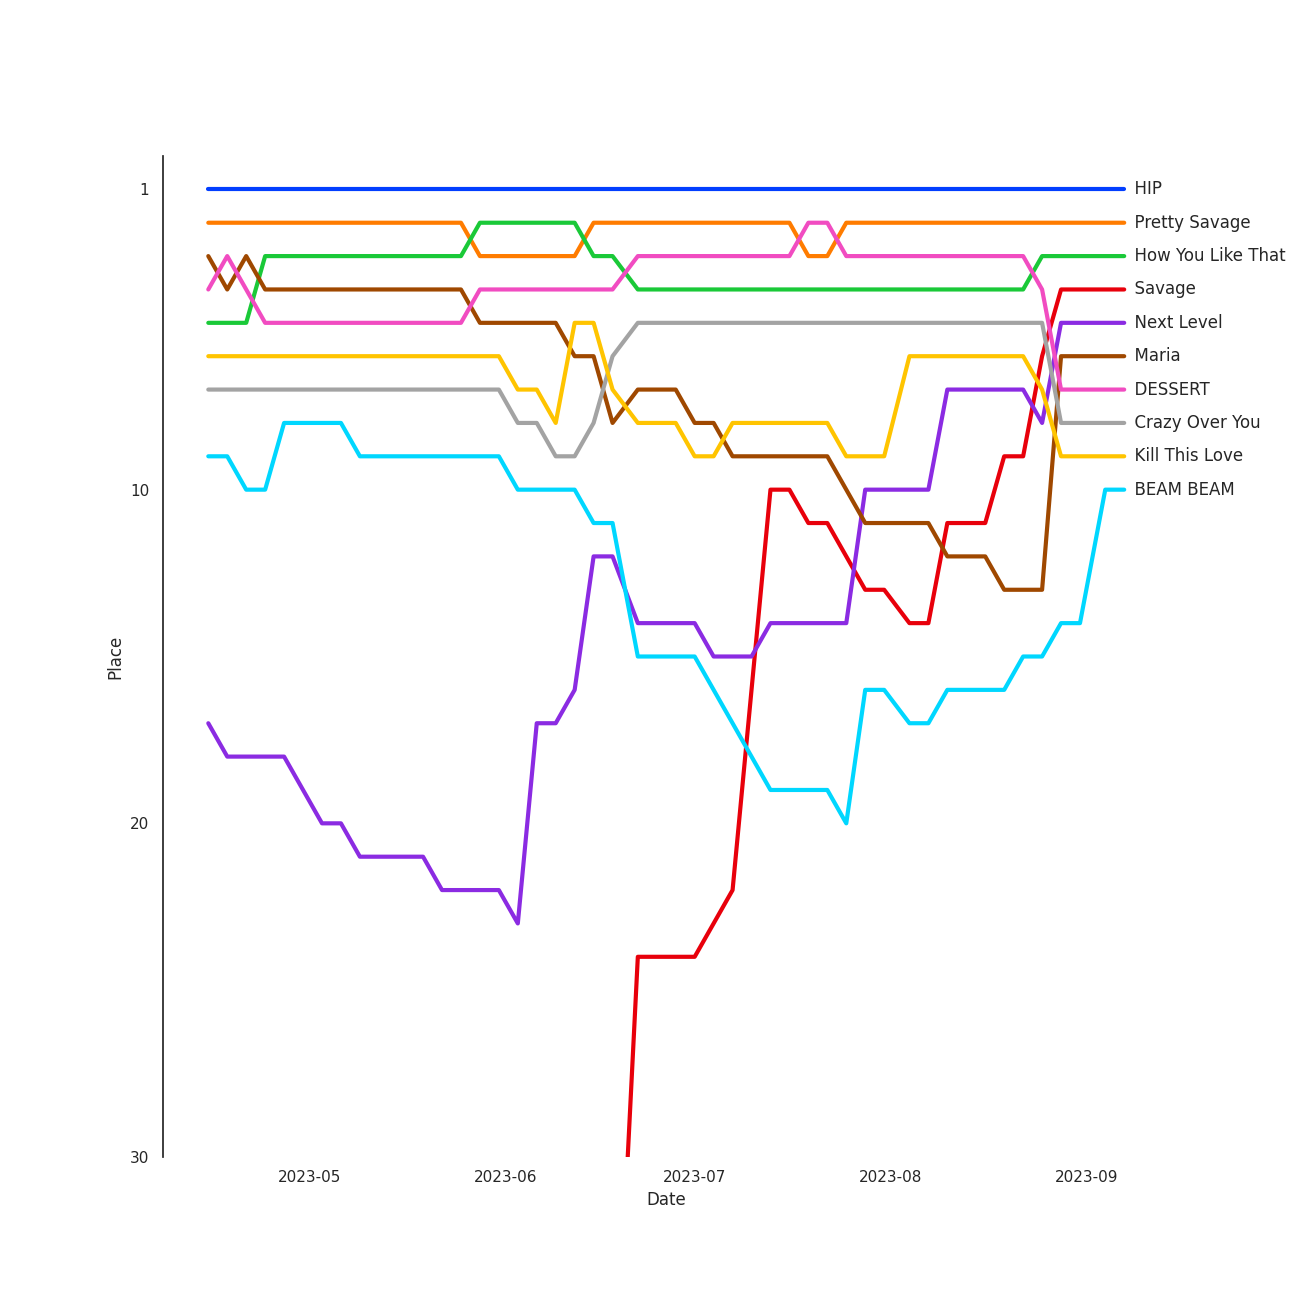 1
10
20
30
Place
2023-05
2023-06
2023-07
2023-08
2023-09
Date
HIP
Pretty Savage
How You Like That
Savage
Next Level
Maria
DESSERT
Crazy Over You
Kill This Love
BEAM BEAM